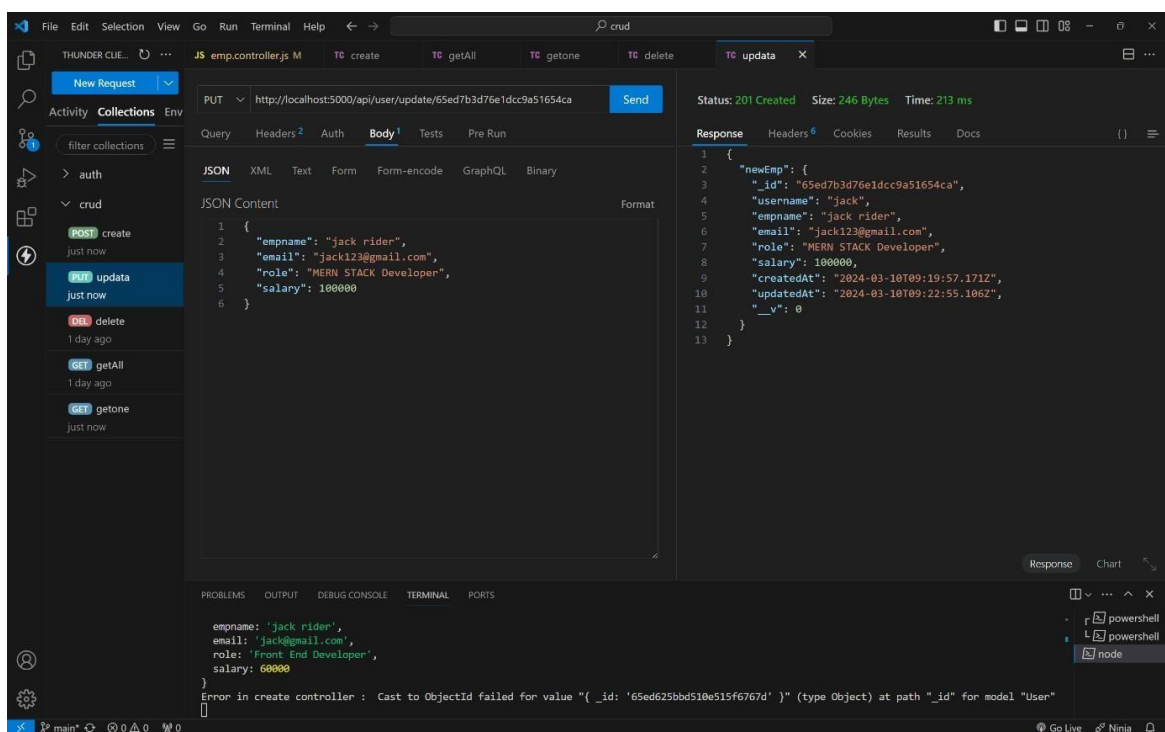 File Edit Selection View Go Run Terminal Help crud
THUNDER CLIE...
JS emp.controller.js M TC create TC getAll TC getone TC delete TC updata
New Request
Activity Collections Env
filter collections
auth
crud
POST create
just now
PUT updata
just now
DEL delete
1 day ago
GET getAll
1 day ago
GET getone
just now
PUT http://localhost:5000/api/user/update/65ed7b3d76e1dcc9a51654ca Send
Query Headers 2 Auth Body 1 Tests Pre Run
JSON XML Text Form Form-encode GraphQL Binary
JSON Content Format
1 {
2 "empname": "jack rider",
3 "email": "jack123@gmail.com",
4 "role": "MERN STACK Developer",
5 "salary": 100000
6 }
Status: 201 Created Size: 246 Bytes Time: 213 ms
Response Headers 6 Cookies Results Docs {}
1 {
2 "newEmp": {
3 "_id": "65ed7b3d76e1dcc9a51654ca",
4 "username": "jack",
5 "empname": "jack rider",
6 "email": "jack123@gmail.com",
7 "role": "MERN STACK Developer",
8 "salary": 100000,
9 "createdAt": "2024-03-10T09:19:57.171Z",
10 "updatedAt": "2024-03-10T09:22:55.106Z",
11 "__v": 0
12 }
13 }
Response Chart
PROBLEMS OUTPUT DEBUG CONSOLE TERMINAL PORTS
empname: 'jack rider',
email: 'jack@gmail.com',
role: 'Front End Developer',
salary: 60000
}
Error in create controller : Cast to ObjectId failed for value "{ _id: '65ed625bbd510e515f6767d' }" (type Object) at path "_id" for model "User"
powershell
powershell
node
main* 0 0 0 Go Live Ninja